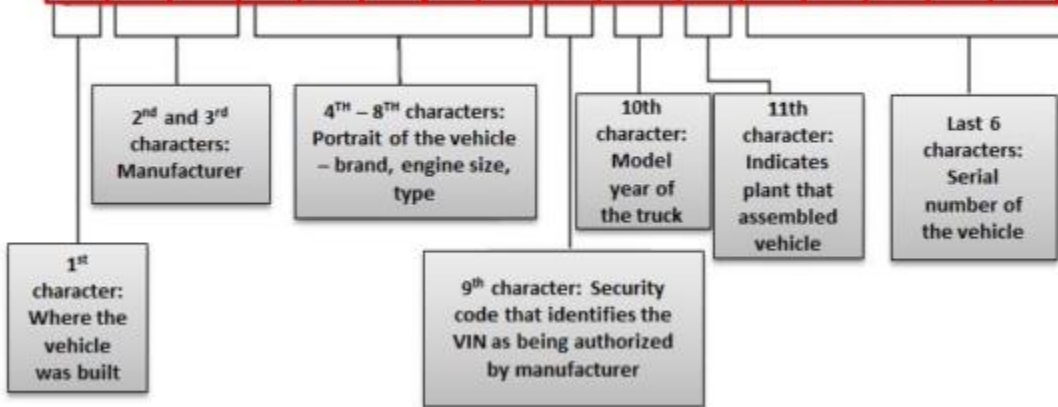 2nd and 3rd
characters:
Manufacturer
4TH – 8TH characters:
Portrait of the vehicle
– brand, engine size,
type
10th
character:
Model
year of
the truck
11th
character:
Indicates
plant that
assembled
vehicle
Last 6
characters:
Serial
number of
the vehicle
1st
character:
Where the
vehicle
was built
9th character: Security
code that identifies the
VIN as being authorized
by manufacturer